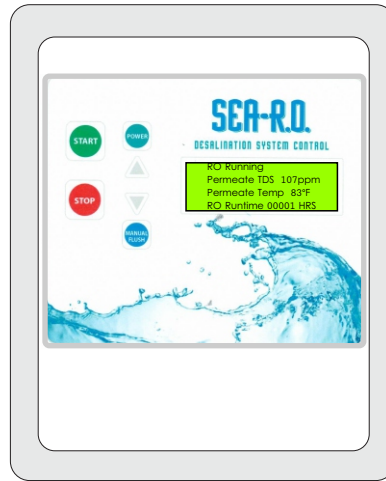 SEA-R.O.
DESALINATION SYSTEM CONTROL
START
POWER
STOP
MANUAL
FLUSH
RO Running
Permeate TDS 107ppm
Permeate Temp 83°F
RO Runtime 00001 HRS